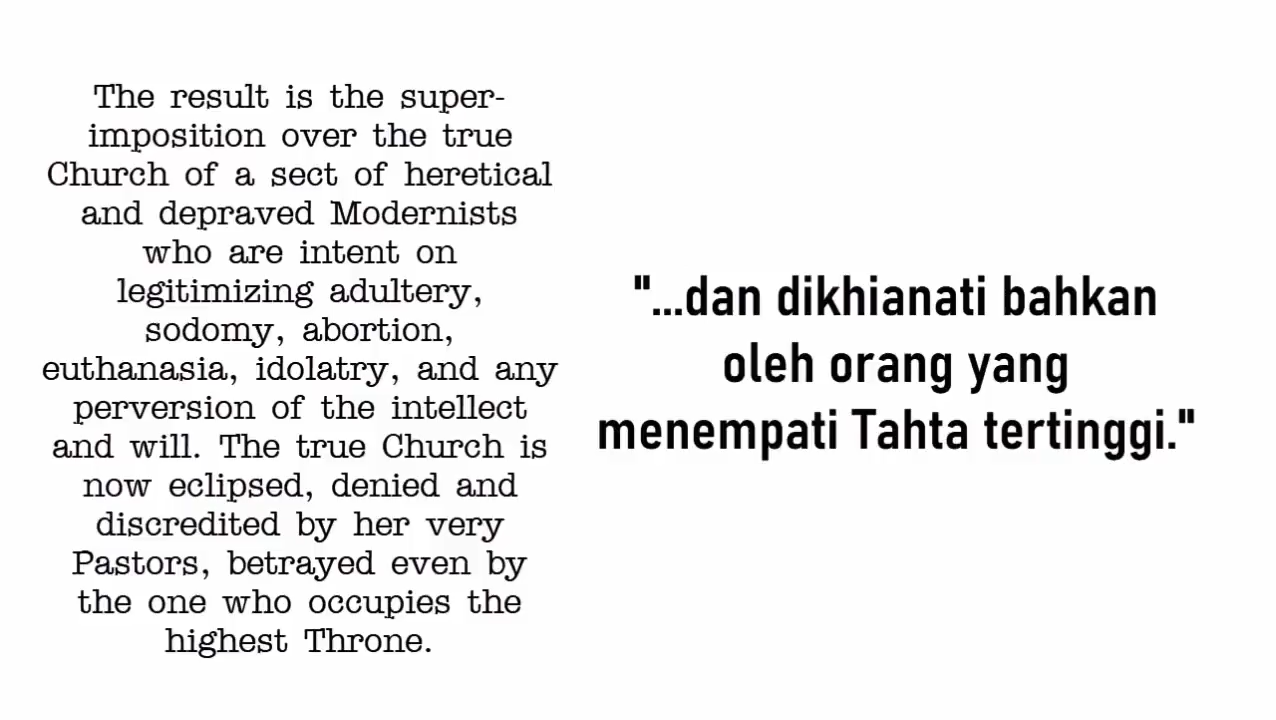 The result is the super-
imposition over the true
Church of a sect of heretical
and depraved Modernists
who are intent on
legitimizing adultery,
sodomy, abortion,
euthanasia, idolatry, and any
perversion of the intellect
and will. The true Church is
now eclipsed, denied and
discredited by her very
Pastors, betrayed even by
the one who occupies the
highest Throne.
"...dan dikhianati bahkan
oleh orang yang
menempati Tahta tertinggi."